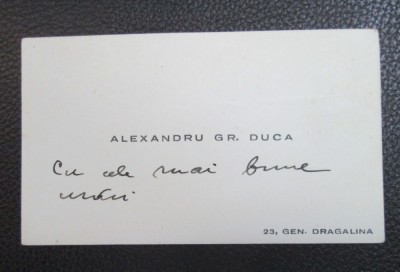 ALEXANDRU GR. DUCA
Cu cele mai bune
urări
23, GEN. DRAGALINA